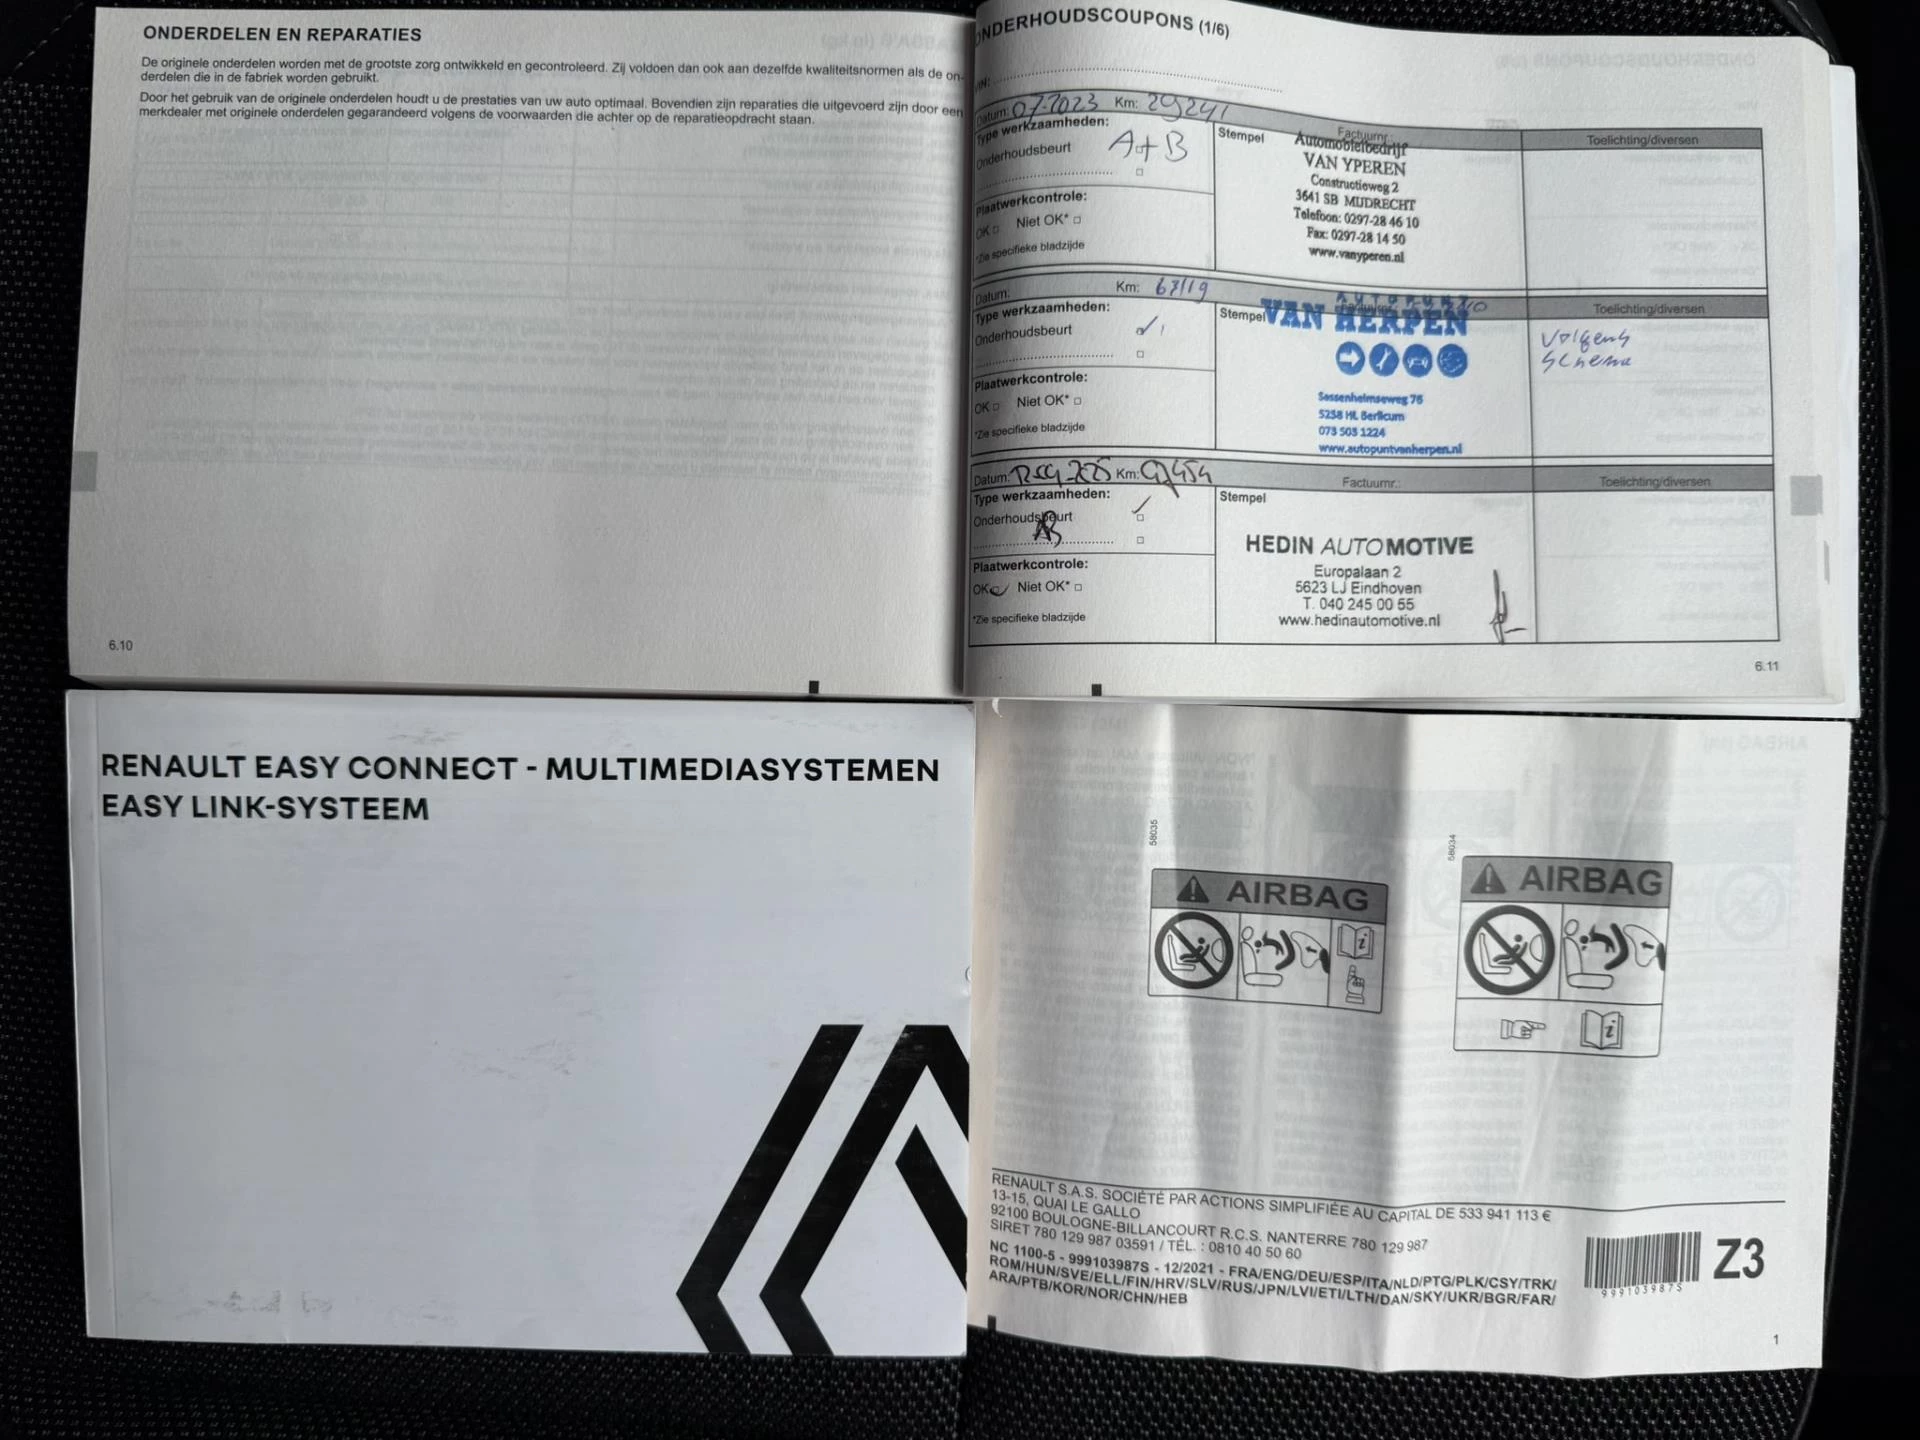 ONDERDELEN EN REPARATIES
De originele onderdelen worden met de grootste zorg ontwikkeld en gecontroleerd. Zij voldoen dan ook aan dezelfde kwaliteitsnormen als de on-
derdelen die in de fabriek worden gebruikt.
Door het gebruik van de originele onderdelen houdt u de prestaties van uw auto optimaal. Bovendien zijn reparaties die uitgevoerd zijn door een
merkdealer met originele onderdelen gegarandeerd volgens de voorwaarden die achter op de reparatieopdracht staan.
6.10
ONDERHOUDSCOUPONS (1/6)
VIN:
Datum: 07-2023 Km: 29241 Factuurnr.: Toelichting/diversen
Type werkzaamheden:
Onderhoudsbeurt A+B
Plaatwerkcontrole:
OK Niet OK*
*Zie specifieke bladzijde
Stempel
Automobielbedrijf
VAN YPEREN
Constructieweg 2
3641 SB MIJDRECHT
Telefoon: 0297-28 46 10
Fax: 0297-28 14 50
www.vanyperen.nl
Datum: Km: 67119 Toelichting/diversen
Type werkzaamheden:
Onderhoudsbeurt
Plaatwerkcontrole:
OK Niet OK*
*Zie specifieke bladzijde
Stempel
AUTOPUNT
VAN HERPEN
Sassenheimseweg 76
5258 HL Berlicum
073 503 1224
www.autopuntvanherpen.nl
Volgens
Schema
Datum: Km: Factuurnr.: Toelichting/diversen
Type werkzaamheden:
Onderhoudsbeurt
AB
Plaatwerkcontrole:
OK Niet OK*
*Zie specifieke bladzijde
Stempel
HEDIN AUTOMOTIVE
Europalaan 2
5623 LJ Eindhoven
T. 040 245 00 55
www.hedinautomotive.nl
6.11
RENAULT EASY CONNECT - MULTIMEDIASYSTEMEN
EASY LINK-SYSTEEM
58035
AIRBAG
58034
AIRBAG
RENAULT S.A.S. SOCIÉTÉ PAR ACTIONS SIMPLIFIÉE AU CAPITAL DE 533 941 113 €
13-15, QUAI LE GALLO
92100 BOULOGNE-BILLANCOURT R.C.S. NANTERRE 780 129 987
SIRET 780 129 987 03591 / TÉL. : 0810 40 50 60
NC 1100-5 - 999103987S - 12/2021 - FRA/ENG/DEU/ESP/ITA/NLD/PTG/PLK/CSY/TRK/
ROM/HUN/SVE/ELL/FIN/HRV/SLV/RUS/JPN/LVI/ETI/LTH/DAN/SKY/UKR/BGR/FAR/
ARA/PTB/KOR/NOR/CHN/HEB
999103987S
Z3
1